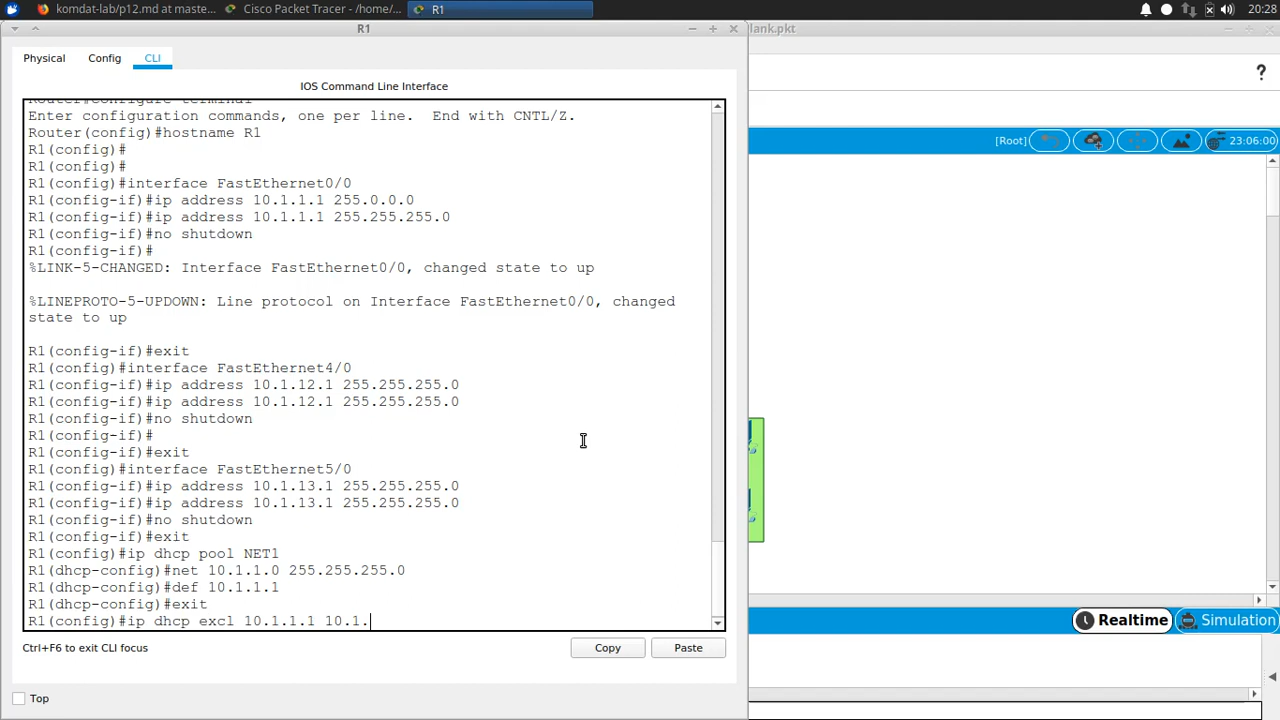 komdat-lab/p12.md at maste...
Cisco Packet Tracer - /home/...
R1
20:28
R1
lank.pkt
Physical
Config
CLI
?
IOS Command Line Interface
[Root]
23:06:00
Router#configure terminal
Enter configuration commands, one per line.  End with CNTL/Z.
Router(config)#hostname R1
R1(config)#
R1(config)#
R1(config)#interface FastEthernet0/0
R1(config-if)#ip address 10.1.1.1 255.0.0.0
R1(config-if)#ip address 10.1.1.1 255.255.255.0
R1(config-if)#no shutdown
R1(config-if)#
%LINK-5-CHANGED: Interface FastEthernet0/0, changed state to up
%LINEPROTO-5-UPDOWN: Line protocol on Interface FastEthernet0/0, changed
state to up
R1(config-if)#exit
R1(config)#interface FastEthernet4/0
R1(config-if)#ip address 10.1.12.1 255.255.255.0
R1(config-if)#ip address 10.1.12.1 255.255.255.0
R1(config-if)#no shutdown
R1(config-if)#
R1(config-if)#exit
R1(config)#interface FastEthernet5/0
R1(config-if)#ip address 10.1.13.1 255.255.255.0
R1(config-if)#ip address 10.1.13.1 255.255.255.0
R1(config-if)#no shutdown
R1(config-if)#exit
R1(config)#ip dhcp pool NET1
R1(dhcp-config)#net 10.1.1.0 255.255.255.0
R1(dhcp-config)#def 10.1.1.1
R1(dhcp-config)#exit
R1(config)#ip dhcp excl 10.1.1.1 10.1.
Realtime
Simulation
Ctrl+F6 to exit CLI focus
Copy
Paste
Top